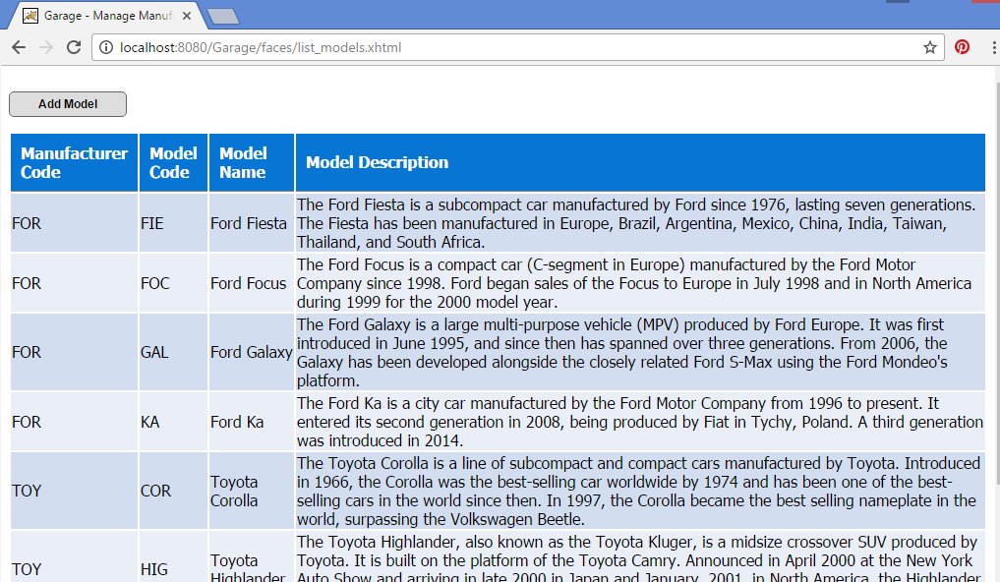 Garage - Manage Manuf
localhost:8080/Garage/faces/list_models.xhtml
Add Model
Manufacturer
Code
Model
Code
Model
Name
Model Description
FOR
FIE
Ford Fiesta
The Ford Fiesta is a subcompact car manufactured by Ford since 1976, lasting seven generations.
The Fiesta has been manufactured in Europe, Brazil, Argentina, Mexico, China, India, Taiwan,
Thailand, and South Africa.
FOR
FOC
Ford Focus
The Ford Focus is a compact car (C-segment in Europe) manufactured by the Ford Motor
Company since 1998. Ford began sales of the Focus to Europe in July 1998 and in North America
during 1999 for the 2000 model year.
FOR
GAL
Ford Galaxy
The Ford Galaxy is a large multi-purpose vehicle (MPV) produced by Ford Europe. It was first
introduced in June 1995, and since then has spanned over three generations. From 2006, the
Galaxy has been developed alongside the closely related Ford S-Max using the Ford Mondeo's
platform.
FOR
KA
Ford Ka
The Ford Ka is a city car manufactured by the Ford Motor Company from 1996 to present. It
entered its second generation in 2008, being produced by Fiat in Tychy, Poland. A third generation
was introduced in 2014.
TOY
COR
Toyota
Corolla
The Toyota Corolla is a line of subcompact and compact cars manufactured by Toyota. Introduced
in 1966, the Corolla was the best-selling car worldwide by 1974 and has been one of the best-
selling cars in the world since then. In 1997, the Corolla became the best selling nameplate in the
world, surpassing the Volkswagen Beetle.
TOY
HIG
Toyota
Highlander
The Toyota Highlander, also known as the Toyota Kluger, is a midsize crossover SUV produced by
Toyota. It is built on the platform of the Toyota Camry. Announced in April 2000 at the New York
Auto Show and arriving in late 2000 in Japan and January, 2001, in North America, the Highlander